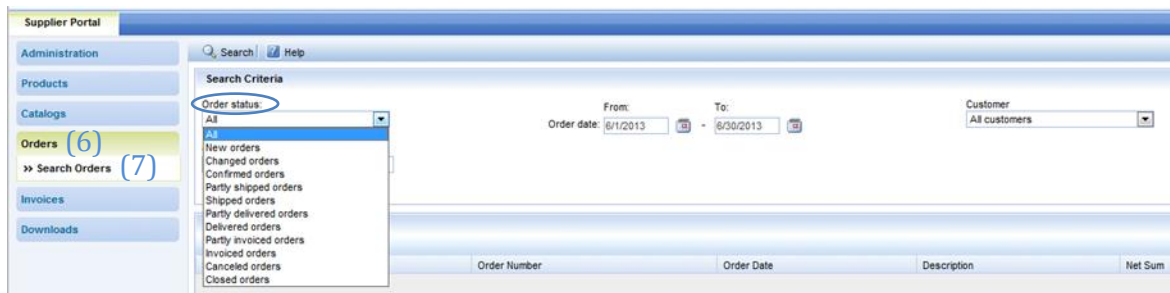 Supplier Portal
Administration
Products
Catalogs
Orders (6)
>> Search Orders (7)
Invoices
Downloads
Search Help
Search Criteria
Order status:
All
All
New orders
Changed orders
Confirmed orders
Partly shipped orders
Shipped orders
Partly delivered orders
Delivered orders
Partly invoiced orders
Invoiced orders
Canceled orders
Closed orders
From: To:
Order date: 6/1/2013 - 6/30/2013
Customer
All customers
Order Number Order Date Description Net Sum